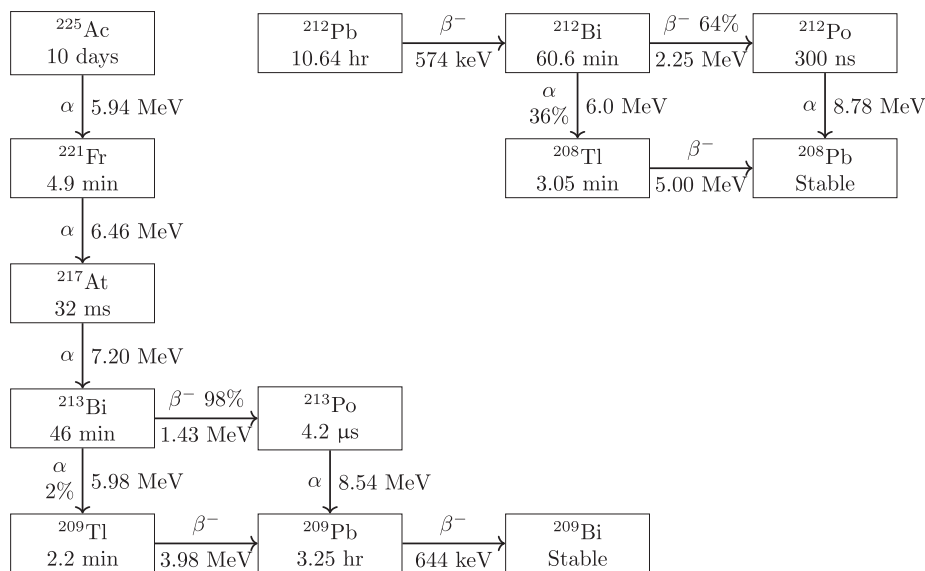 ²²⁵Ac
10 days
²¹²Pb
10.64 hr
β⁻
574 keV
²¹²Bi
60.6 min
β⁻ 64%
2.25 MeV
²¹²Po
300 ns
α 5.94 MeV
α
36%
6.0 MeV
α 8.78 MeV
²²¹Fr
4.9 min
²⁰⁸Tl
3.05 min
β⁻
5.00 MeV
²⁰⁸Pb
Stable
α 6.46 MeV
²¹⁷At
32 ms
α 7.20 MeV
²¹³Bi
46 min
β⁻ 98%
1.43 MeV
²¹³Po
4.2 µs
α
2%
5.98 MeV
α 8.54 MeV
²⁰⁹Tl
2.2 min
β⁻
3.98 MeV
²⁰⁹Pb
3.25 hr
β⁻
644 keV
²⁰⁹Bi
Stable